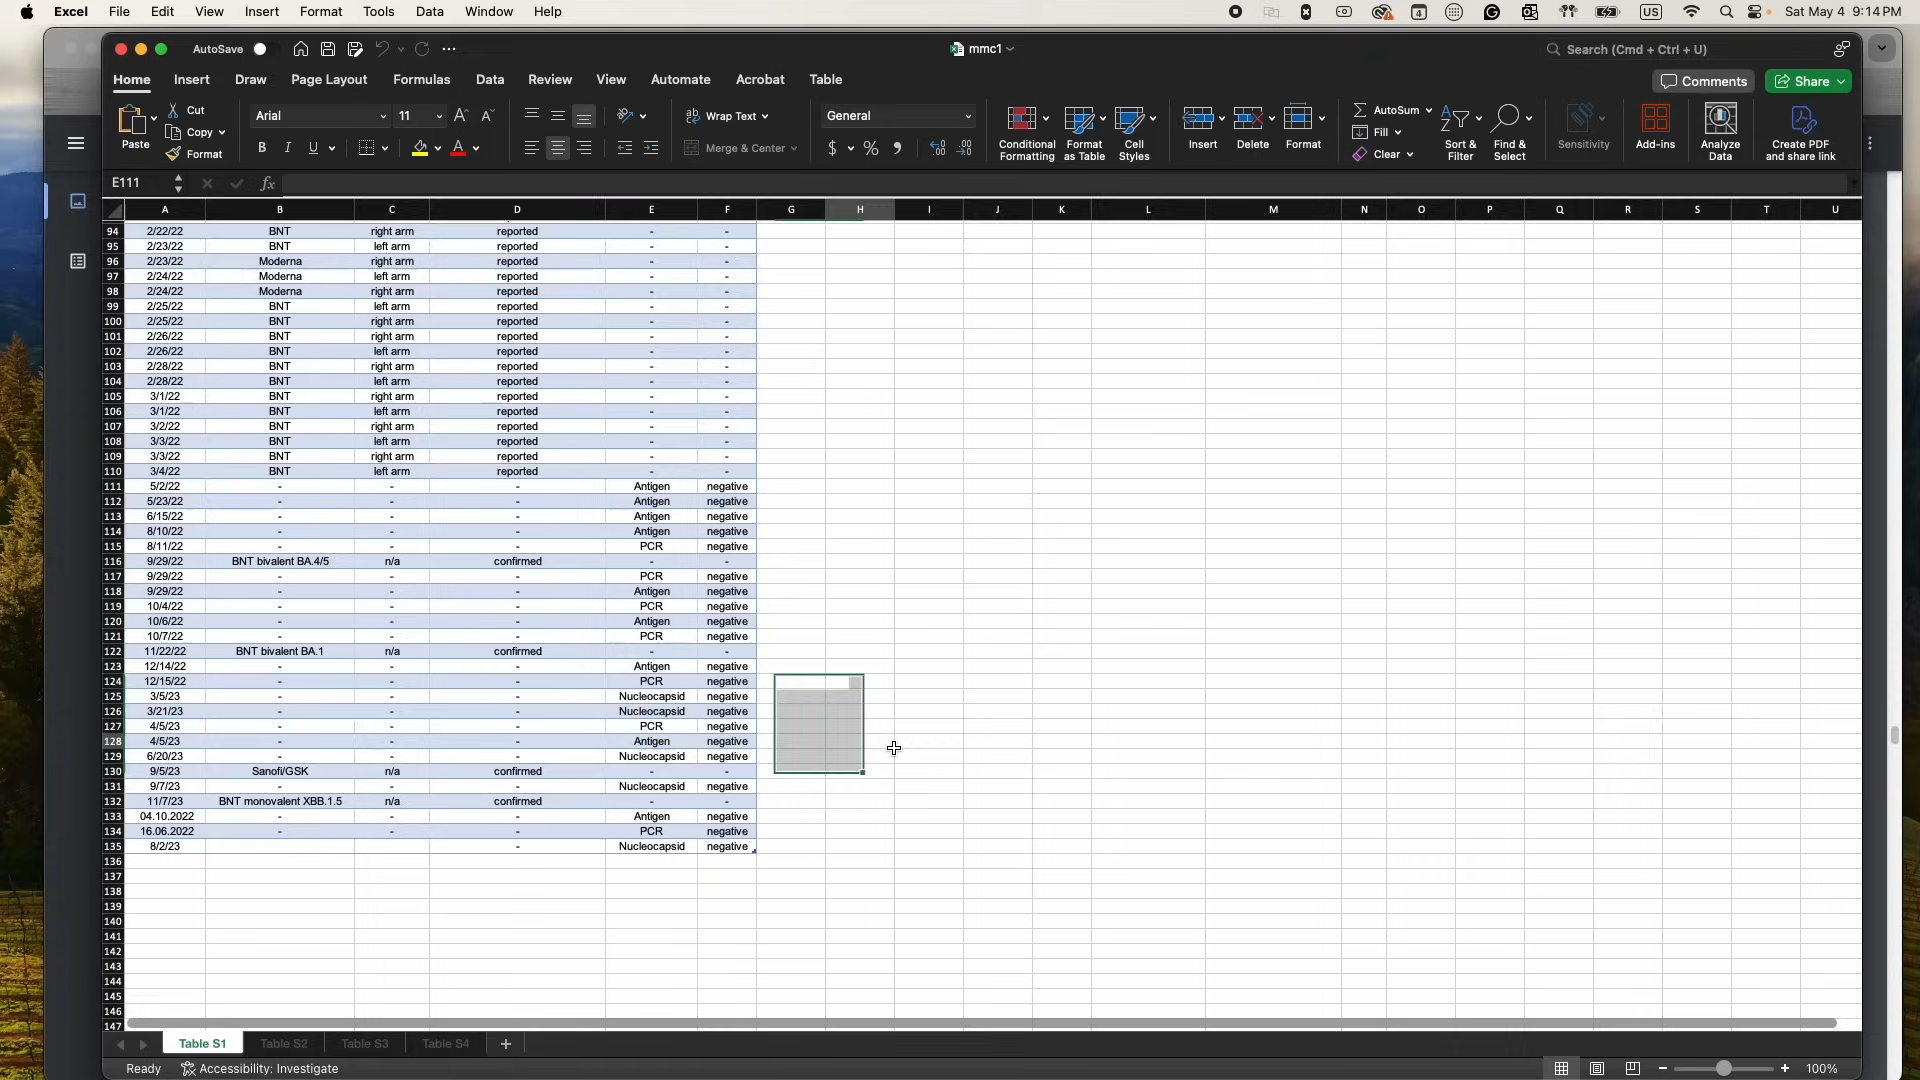 Excel File Edit View Insert Format Tools Data Window Help US Sat May 4 9:14 PM
AutoSave mmc1 Search (Cmd + Ctrl + U)
Home Insert Draw Page Layout Formulas Data Review View Automate Acrobat Table Comments Share
Paste Cut Copy Format
Arial 11 Wrap Text General
B I U Merge & Center $ % 9
Conditional Formatting Format as Table Cell Styles Insert Delete Format
AutoSum Fill Clear Sort & Filter Find & Select Sensitivity Add-ins Analyze Data Create PDF and share link
E111 fx
A B C D E F G H I J K L M N O P Q R S T U
94 2/22/22 BNT right arm reported - -
95 2/23/22 BNT left arm reported - -
96 2/23/22 Moderna right arm reported - -
97 2/24/22 Moderna left arm reported - -
98 2/24/22 Moderna right arm reported - -
99 2/25/22 BNT left arm reported - -
100 2/25/22 BNT right arm reported - -
101 2/26/22 BNT right arm reported - -
102 2/26/22 BNT left arm reported - -
103 2/28/22 BNT right arm reported - -
104 2/28/22 BNT left arm reported - -
105 3/1/22 BNT right arm reported - -
106 3/1/22 BNT left arm reported - -
107 3/2/22 BNT right arm reported - -
108 3/3/22 BNT left arm reported - -
109 3/3/22 BNT right arm reported - -
110 3/4/22 BNT left arm reported - -
111 5/2/22 - - - Antigen negative
112 5/23/22 - - - Antigen negative
113 6/15/22 - - - Antigen negative
114 8/10/22 - - - Antigen negative
115 8/11/22 - - - PCR negative
116 9/29/22 BNT bivalent BA.4/5 n/a confirmed - -
117 9/29/22 - - - PCR negative
118 9/29/22 - - - Antigen negative
119 10/4/22 - - - PCR negative
120 10/6/22 - - - Antigen negative
121 10/7/22 - - - PCR negative
122 11/22/22 BNT bivalent BA.1 n/a confirmed - -
123 12/14/22 - - - Antigen negative
124 12/15/22 - - - PCR negative
125 3/5/23 - - - Nucleocapsid negative
126 3/21/23 - - - Nucleocapsid negative
127 4/5/23 - - - PCR negative
128 4/5/23 - - - Antigen negative
129 6/20/23 - - - Nucleocapsid negative
130 9/5/23 Sanofi/GSK n/a confirmed - -
131 9/7/23 - - - Nucleocapsid negative
132 11/7/23 BNT monovalent XBB.1.5 n/a confirmed - -
133 04.10.2022 - - - Antigen negative
134 16.06.2022 - - - PCR negative
135 8/2/23 - Nucleocapsid negative
136
137
138
139
140
141
142
143
144
145
146
147
Table S1 Table S2 Table S3 Table S4 +
Ready Accessibility: Investigate 100%